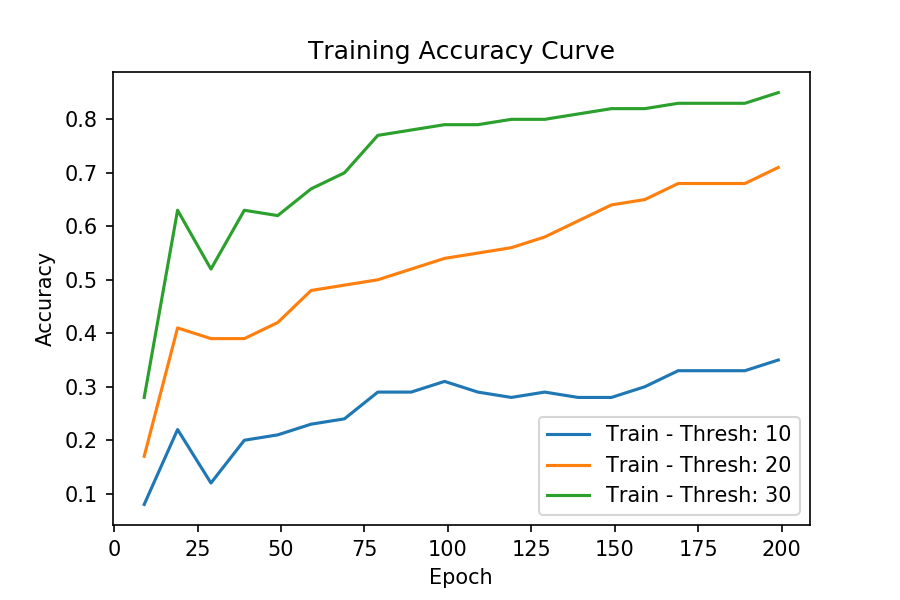 Training Accuracy Curve
Accuracy
0.8
0.7
0.6
0.5
0.4
0.3
0.2
0.1
Train - Thresh: 10
Train - Thresh: 20
Train - Thresh: 30
0 25 50 75 100 125 150 175 200
Epoch